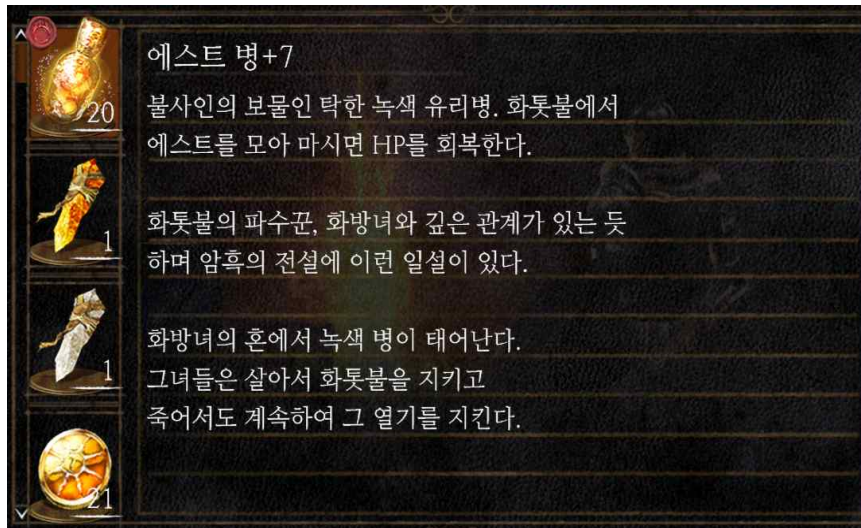 에스트 병+7
불사인의 보물인 탁한 녹색 유리병. 화톳불에서
에스트를 모아 마시면 HP를 회복한다.
화톳불의 파수꾼, 화방녀와 깊은 관계가 있는 듯
하며 암흑의 전설에 이런 일설이 있다.
화방녀의 혼에서 녹색 병이 태어난다.
그녀들은 살아서 화톳불을 지키고
죽어서도 계속하여 그 열기를 지킨다.
20
1
1
21